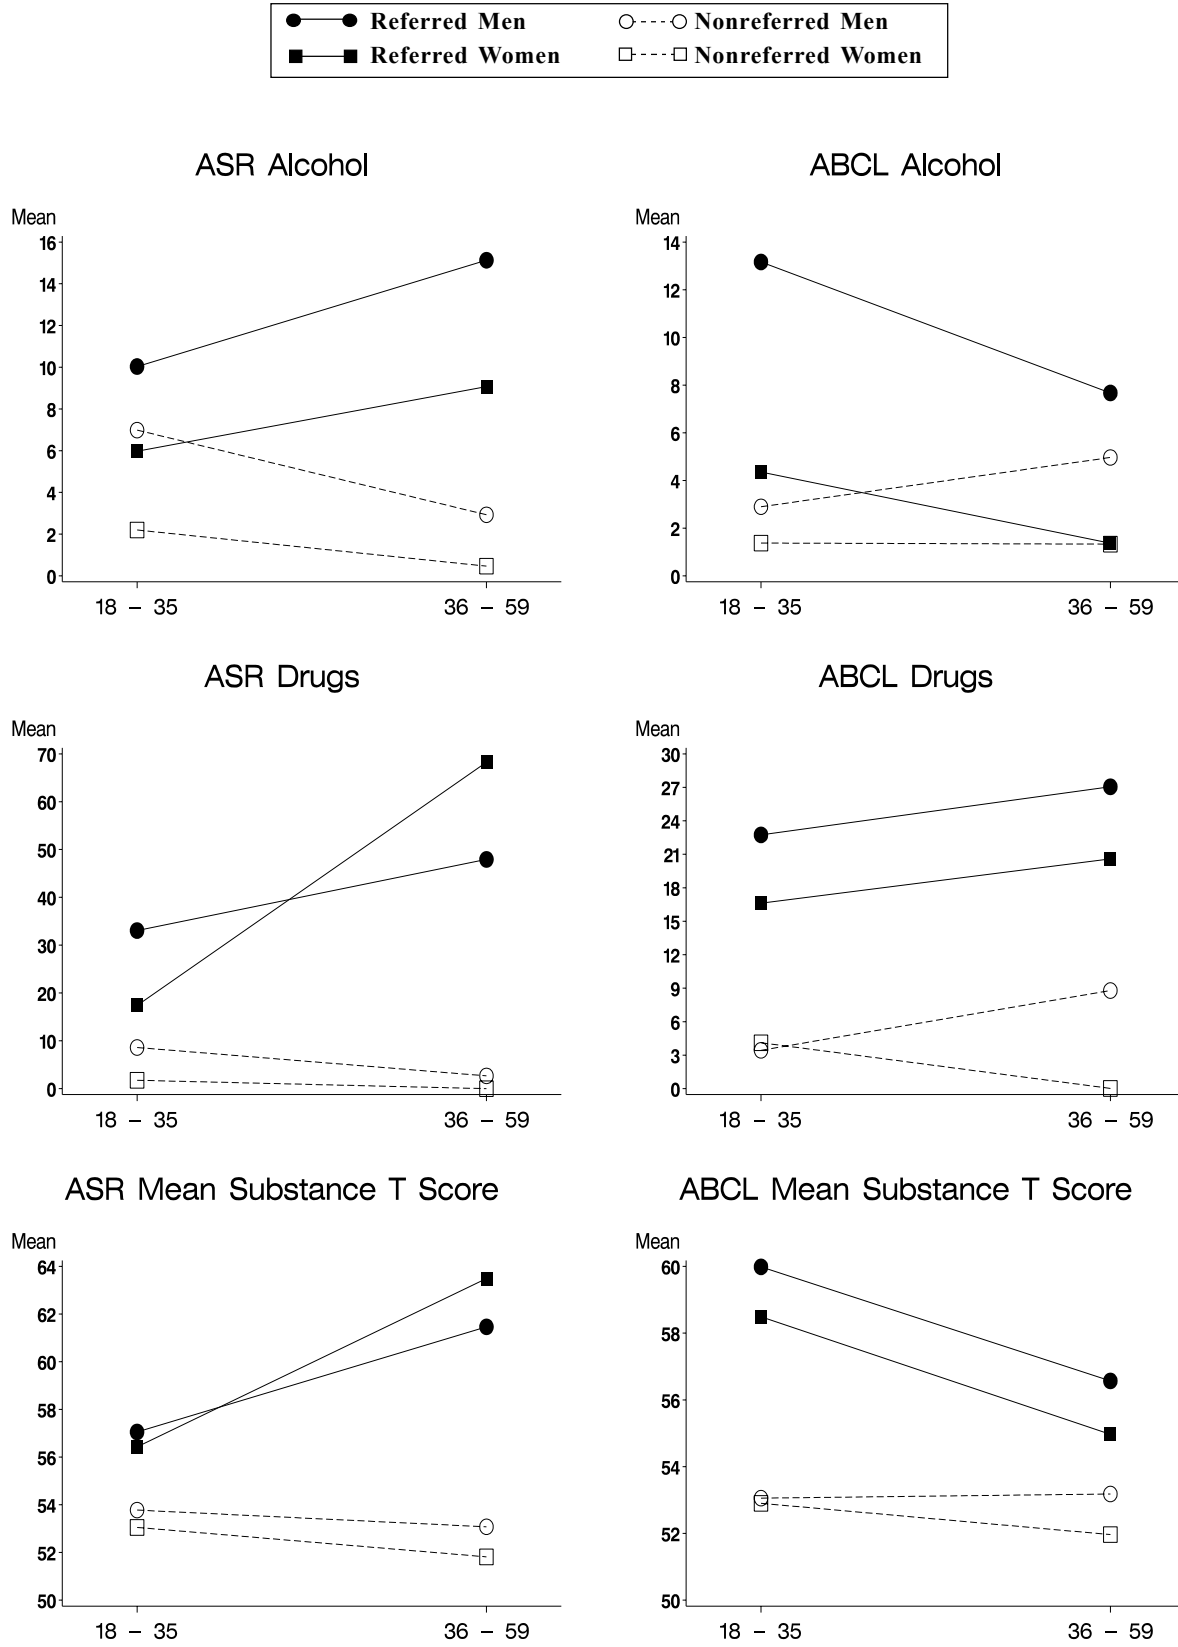 Referred Men
Nonreferred Men
Referred Women
Nonreferred Women
ASR Alcohol
Mean
16
14
12
10
8
6
4
2
0
18 – 35
36 – 59
ABCL Alcohol
Mean
14
12
10
8
6
4
2
0
18 – 35
36 – 59
ASR Drugs
Mean
70
60
50
40
30
20
10
0
18 – 35
36 – 59
ABCL Drugs
Mean
30
27
24
21
18
15
12
9
6
3
0
18 – 35
36 – 59
ASR Mean Substance T Score
Mean
64
62
60
58
56
54
52
50
18 – 35
36 – 59
ABCL Mean Substance T Score
Mean
60
58
56
54
52
50
18 – 35
36 – 59